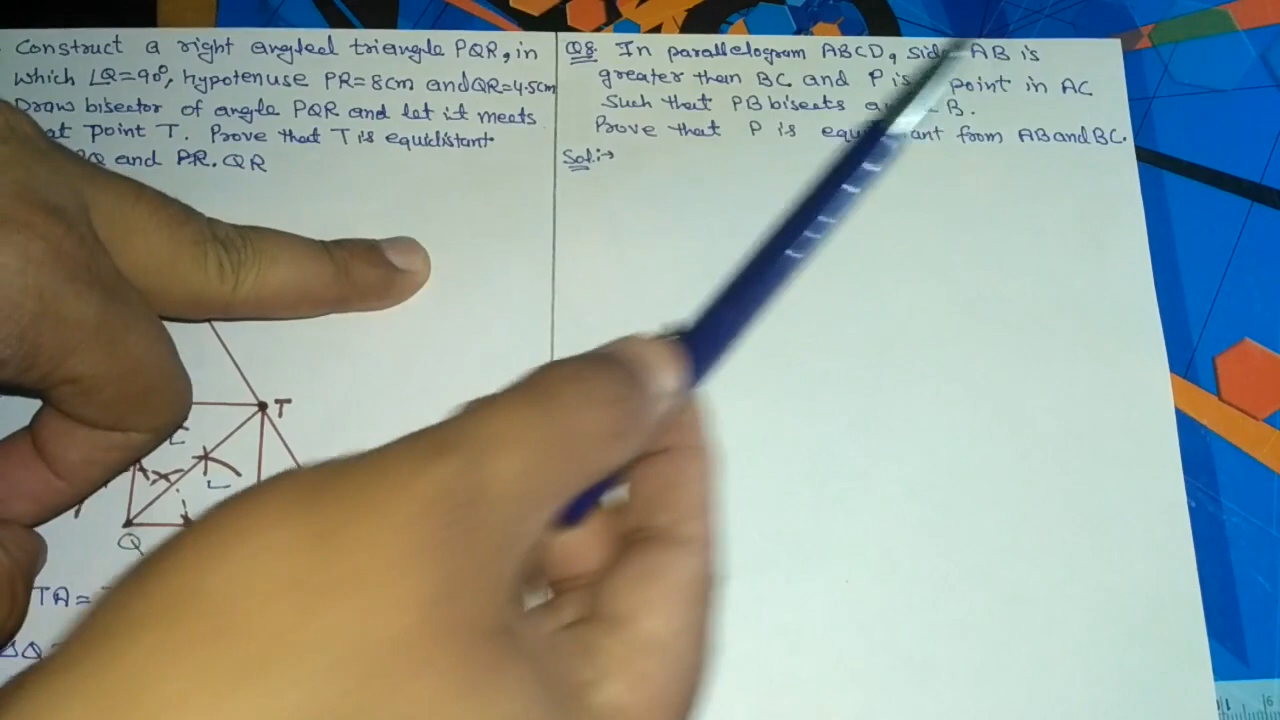 Construct a right angled triangle PQR, in
which ∠Q=90°, hypotenuse PR=8cm and QR=4.5cm
Draw bisector of angle PQR and let it meets
at point T. Prove that T is equidistant
and PR. QR
Q8 In parallelogram ABCD, side AB is
greater than BC and P is point in AC
Such that PB bisects B.
Prove that P is from AB and BC.
Sol:→
T
L
L
Q
TA=
ΔQ